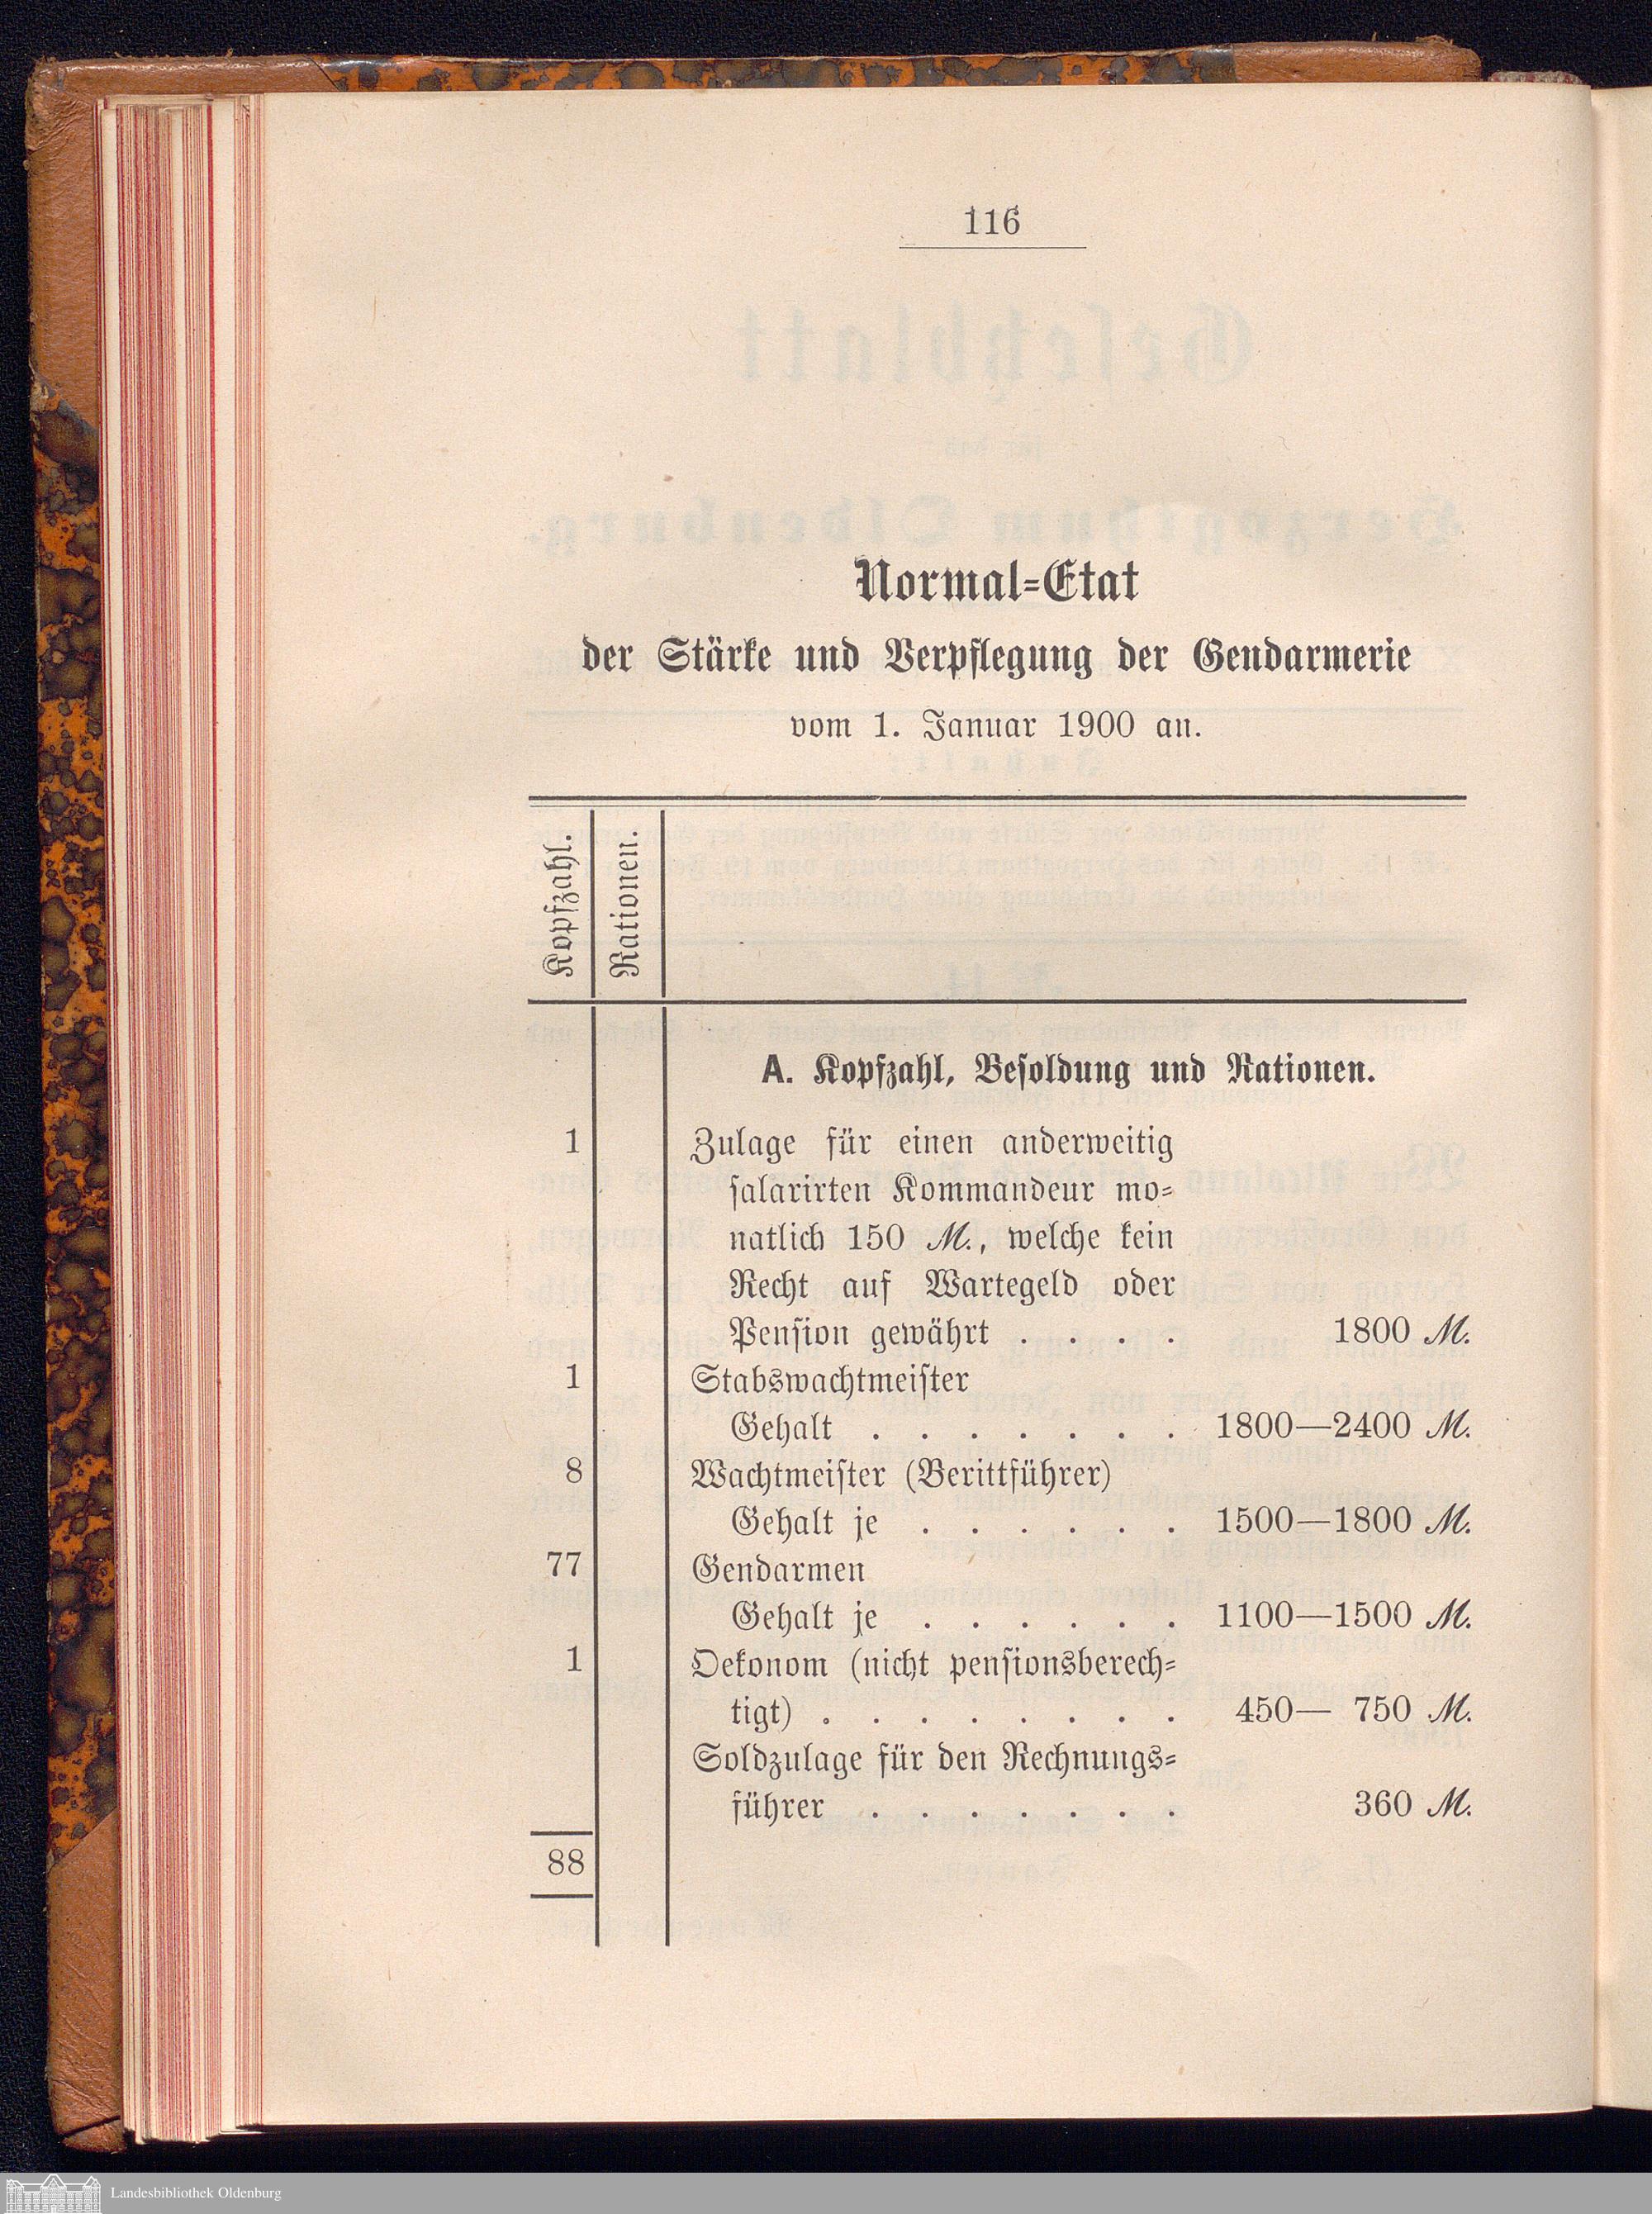 116
Normal-Etat
der Stärke und Verpflegung der Gendarmerie
vom 1. Januar 1900 an.
Kopfzahl.
Rationen.
A. Kopfzahl, Besoldung und Rationen.
1 Zulage für einen anderweitig
salarirten Kommandeur mo-
natlich 150 M., welche kein
Recht auf Wartegeld oder
Pension gewährt . . . . 1800 M.
1 Stabswachtmeister
Gehalt . . . . . . . 1800—2400 M.
8 Wachtmeister (Berittführer)
Gehalt je . . . . . . 1500—1800 M.
77 Gendarmen
Gehalt je . . . . . . 1100—1500 M.
1 Oekonom (nicht pensionsberech-
tigt) . . . . . . . . 450— 750 M.
Soldzulage für den Rechnungs-
führer . . . . . . . 360 M.
88
Landesbibliothek Oldenburg